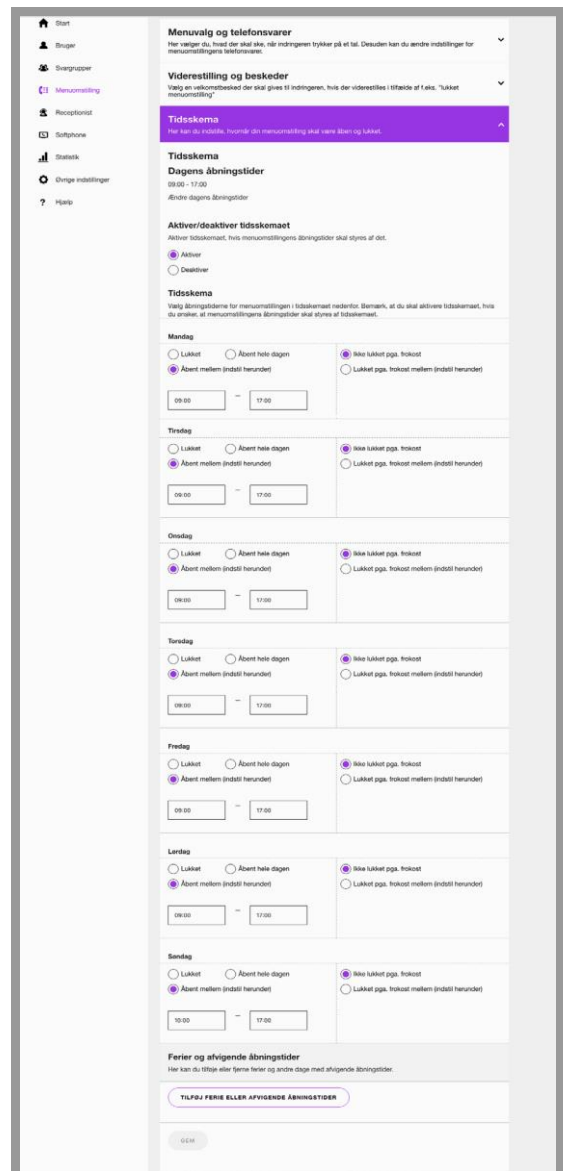 Start
Bruger
Svargrupper
Menuomstilling
Receptionist
Softphone
Statistik
Øvrige indstillinger
? Hjælp
Menuvalg og telefonsvarer
Her vælger du, hvad der skal ske, når indringeren trykker på et tal. Desuden kan du ændre indstillinger for
menuomstillingens telefonsvarer.
Viderestilling og beskeder
Vælg en velkomstbesked der skal gives til indringeren, hvis der viderestilles i tilfælde af f.eks. "lukket
menuomstilling"
Tidsskema
Her kan du indstille, hvornår din menuomstilling skal være åben og lukket.
Tidsskema
Dagens åbningstider
09:00 - 17:00
Ændre dagens åbningstider
Aktiver/deaktiver tidsskemaet
Aktiver tidsskemaet, hvis menuomstillingens åbningstider skal styres af det.
Aktiver
Deaktiver
Tidsskema
Vælg åbningstiderne for menuomstillingen i tidsskemaet nedenfor. Bemærk, at du skal aktivere tidsskemaet, hvis
du ønsker, at menuomstillingens åbningstider skal styres af tidsskemaet.
Mandag
Lukket Åbent hele dagen Ikke lukket pga. frokost
Åbent mellem (indstil herunder) Lukket pga. frokost mellem (indstil herunder)
09:00 – 17:00
Tirsdag
Lukket Åbent hele dagen Ikke lukket pga. frokost
Åbent mellem (indstil herunder) Lukket pga. frokost mellem (indstil herunder)
09:00 – 17:00
Onsdag
Lukket Åbent hele dagen Ikke lukket pga. frokost
Åbent mellem (indstil herunder) Lukket pga. frokost mellem (indstil herunder)
09:00 – 17:00
Torsdag
Lukket Åbent hele dagen Ikke lukket pga. frokost
Åbent mellem (indstil herunder) Lukket pga. frokost mellem (indstil herunder)
09:00 – 17:00
Fredag
Lukket Åbent hele dagen Ikke lukket pga. frokost
Åbent mellem (indstil herunder) Lukket pga. frokost mellem (indstil herunder)
09:00 – 17:00
Lørdag
Lukket Åbent hele dagen Ikke lukket pga. frokost
Åbent mellem (indstil herunder) Lukket pga. frokost mellem (indstil herunder)
09:00 – 17:00
Søndag
Lukket Åbent hele dagen Ikke lukket pga. frokost
Åbent mellem (indstil herunder) Lukket pga. frokost mellem (indstil herunder)
10:00 – 17:00
Ferier og afvigende åbningstider
Her kan du tilføje eller fjerne ferier og andre dage med afvigende åbningstider.
TILFØJ FERIE ELLER AFVIGENDE ÅBNINGSTIDER
GEM